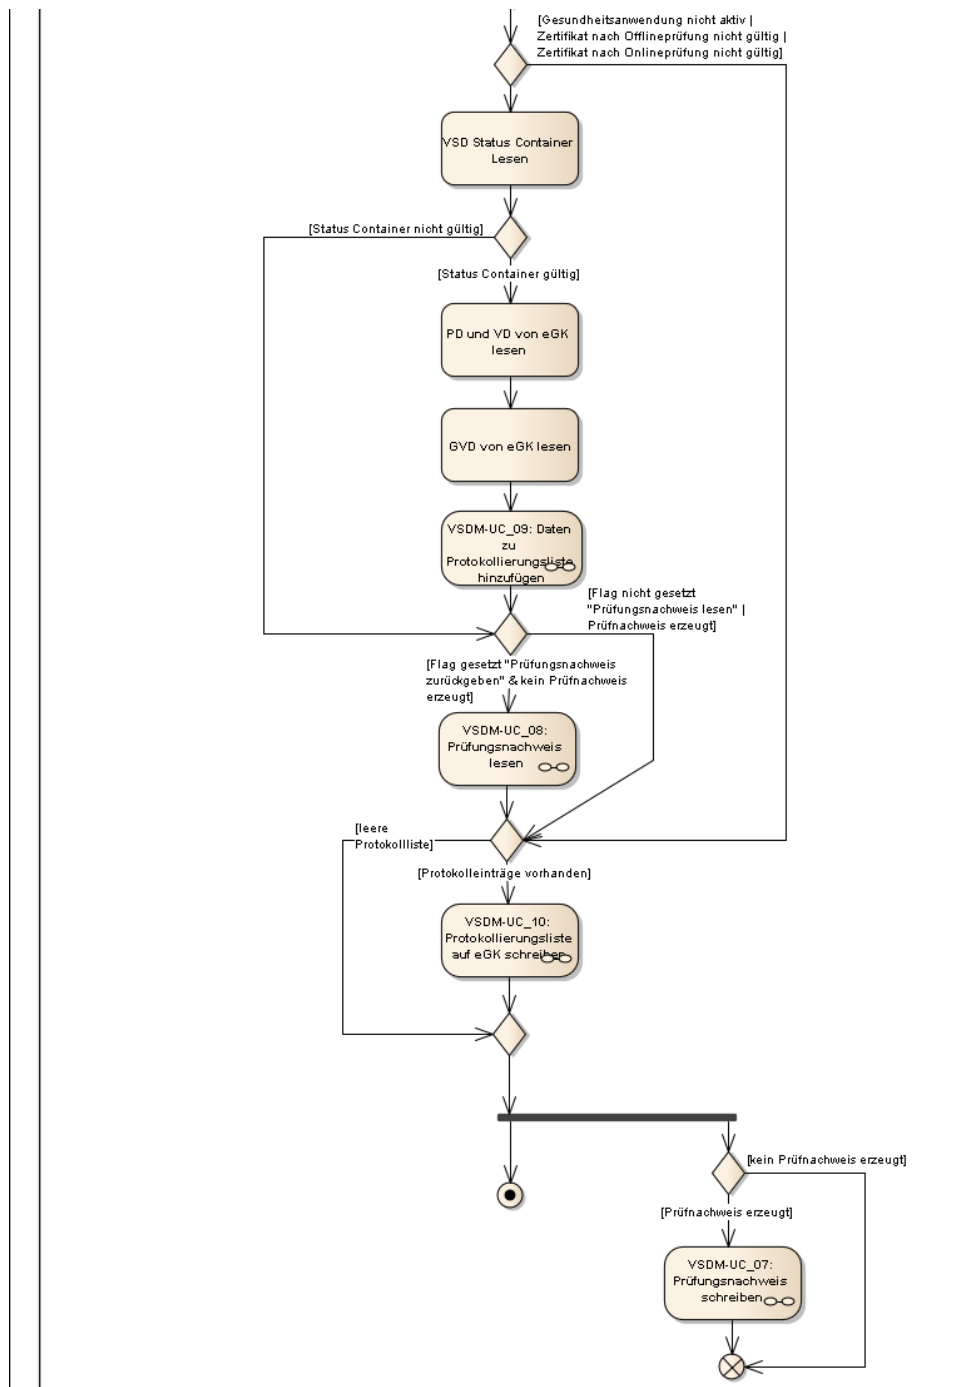 [Gesundheitsanwendung nicht aktiv |
Zertifikat nach Offlineprüfung nicht gültig |
Zertifikat nach Onlineprüfung nicht gültig]
VSD Status Container
Lesen
[Status Container nicht gültig]
[Status Container gültig]
PD und VD von eGK
lesen
GVD von eGK lesen
VSDM-UC_09: Daten
zu
Protokollierungsliste
hinzufügen
[Flag nicht gesetzt
"Prüfungsnachweis lesen" |
Prüfnachweis erzeugt]
[Flag gesetzt "Prüfungsnachweis
zurückgeben" & kein Prüfnachweis
erzeugt]
VSDM-UC_08:
Prüfungsnachweis
lesen
[leere
Protokollliste]
[Protokolleinträge vorhanden]
VSDM-UC_10:
Protokollierungsliste
auf eGK schreiben
[kein Prüfnachweis erzeugt]
[Prüfnachweis erzeugt]
VSDM-UC_07:
Prüfungsnachweis
schreiben